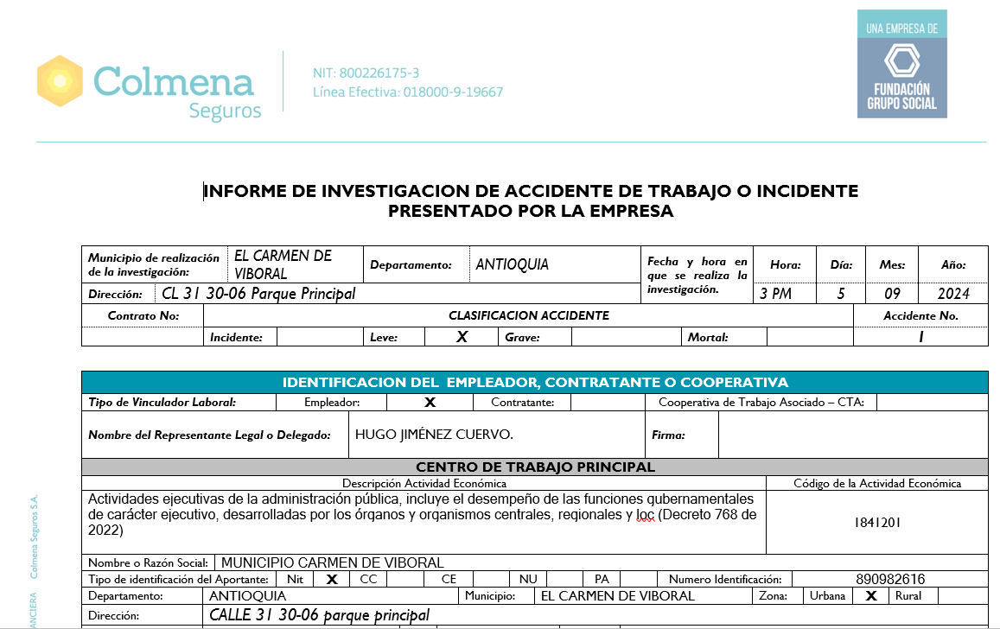 UNA EMPRESA DE
FUNDACIÓN
GRUPO SOCIAL
Colmena
Seguros
NIT: 800226175-3
Línea Efectiva: 018000-9-19667
INFORME DE INVESTIGACION DE ACCIDENTE DE TRABAJO O INCIDENTE
PRESENTADO POR LA EMPRESA
Municipio de realización
de la investigación:
EL CARMEN DE
VIBORAL
Departamento:
ANTIOQUIA
Fecha y hora en
que se realiza la
investigación.
Hora: Día: Mes: Año:
Dirección: CL 31 30-06 Parque Principal
3 PM 5 09 2024
Contrato No: CLASIFICACION ACCIDENTE Accidente No.
Incidente: Leve: X Grave: Mortal: 1
IDENTIFICACION DEL EMPLEADOR, CONTRATANTE O COOPERATIVA
Tipo de Vinculador Laboral: Empleador: X Contratante: Cooperativa de Trabajo Asociado – CTA:
Nombre del Representante Legal o Delegado: HUGO JIMÉNEZ CUERVO. Firma:
CENTRO DE TRABAJO PRINCIPAL
Descripción Actividad Económica Código de la Actividad Económica
Actividades ejecutivas de la administración pública, incluye el desempeño de las funciones gubernamentales
de carácter ejecutivo, desarrolladas por los órganos y organismos centrales, regionales y loc (Decreto 768 de
2022)
1841201
Nombre o Razón Social: MUNICIPIO CARMEN DE VIBORAL
Tipo de identificación del Aportante: Nit X CC CE NU PA Numero Identificación: 890982616
Departamento: ANTIOQUIA Municipio: EL CARMEN DE VIBORAL Zona: Urbana X Rural
Dirección: CALLE 31 30-06 parque principal
ANCIERA Colmena Seguros S.A.